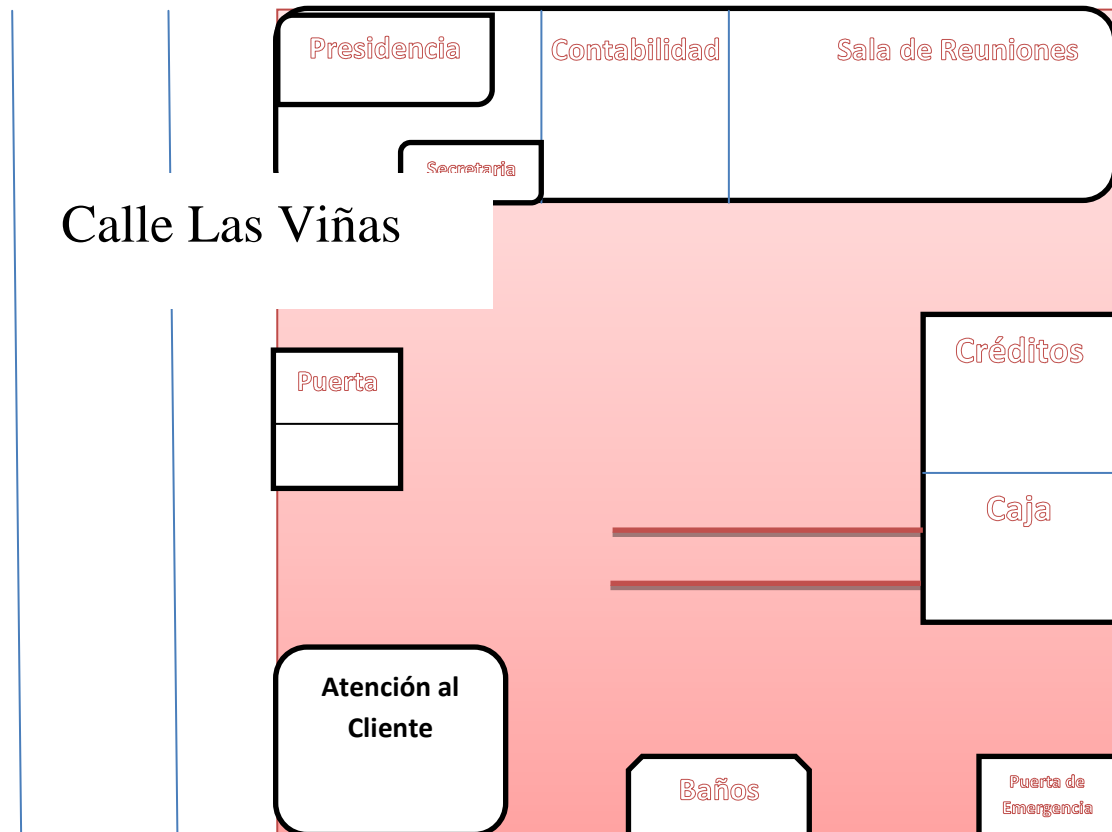 Presidencia
Contabilidad
Sala de Reuniones
Secretaria
Calle Las Viñas
Créditos
Puerta
Caja
Atención al
Cliente
Baños
Puerta de
Emergencia